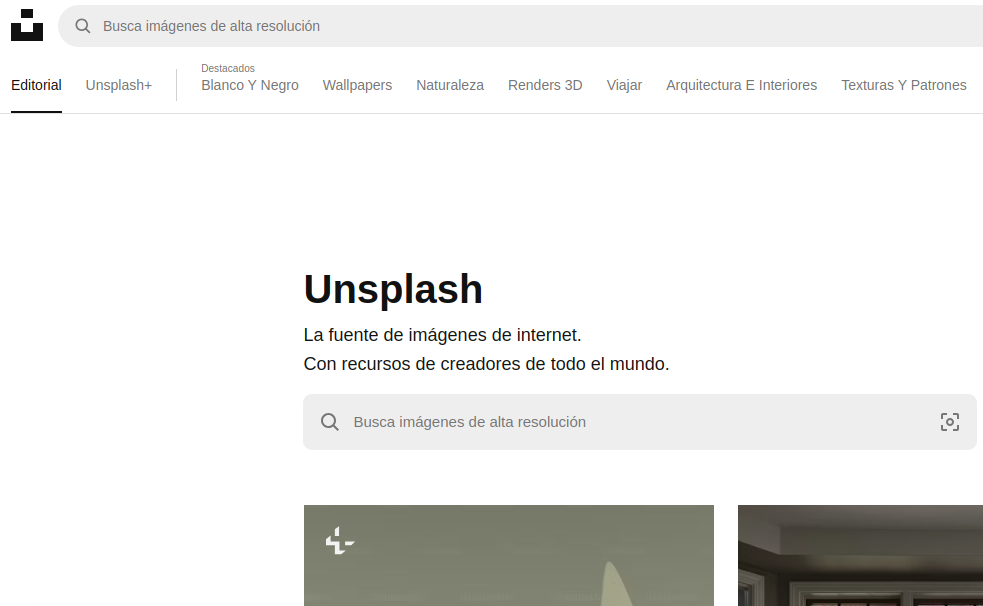 Busca imágenes de alta resolución
Editorial
Unsplash+
Destacados
Blanco Y Negro
Wallpapers
Naturaleza
Renders 3D
Viajar
Arquitectura E Interiores
Texturas Y Patrones
Unsplash
La fuente de imágenes de internet.
Con recursos de creadores de todo el mundo.
Busca imágenes de alta resolución